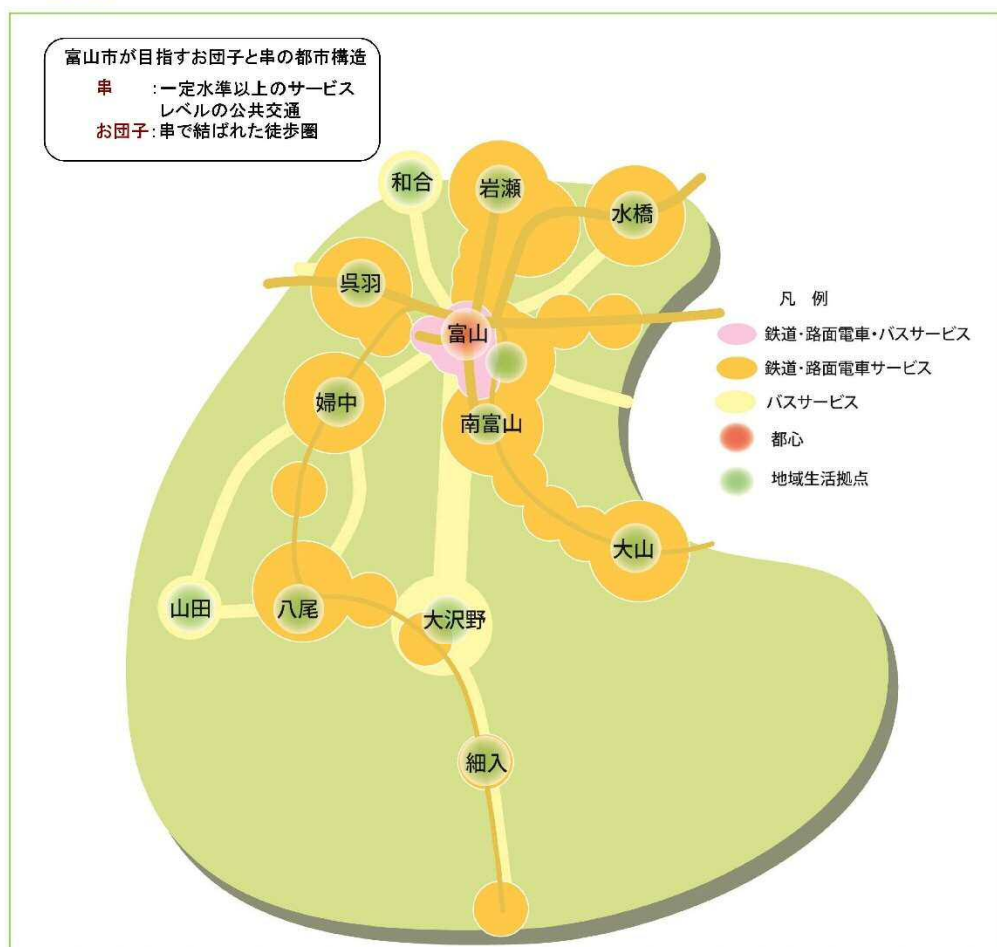 富山市が目指すお団子と串の都市構造
串　:一定水準以上のサービス
レベルの公共交通
お団子:串で結ばれた徒歩圏
和合
岩瀬
水橋
呉羽
富山
婦中
南富山
大山
山田
八尾
大沢野
細入
凡 例
鉄道・路面電車・バスサービス
鉄道・路面電車サービス
バスサービス
都心
地域生活拠点